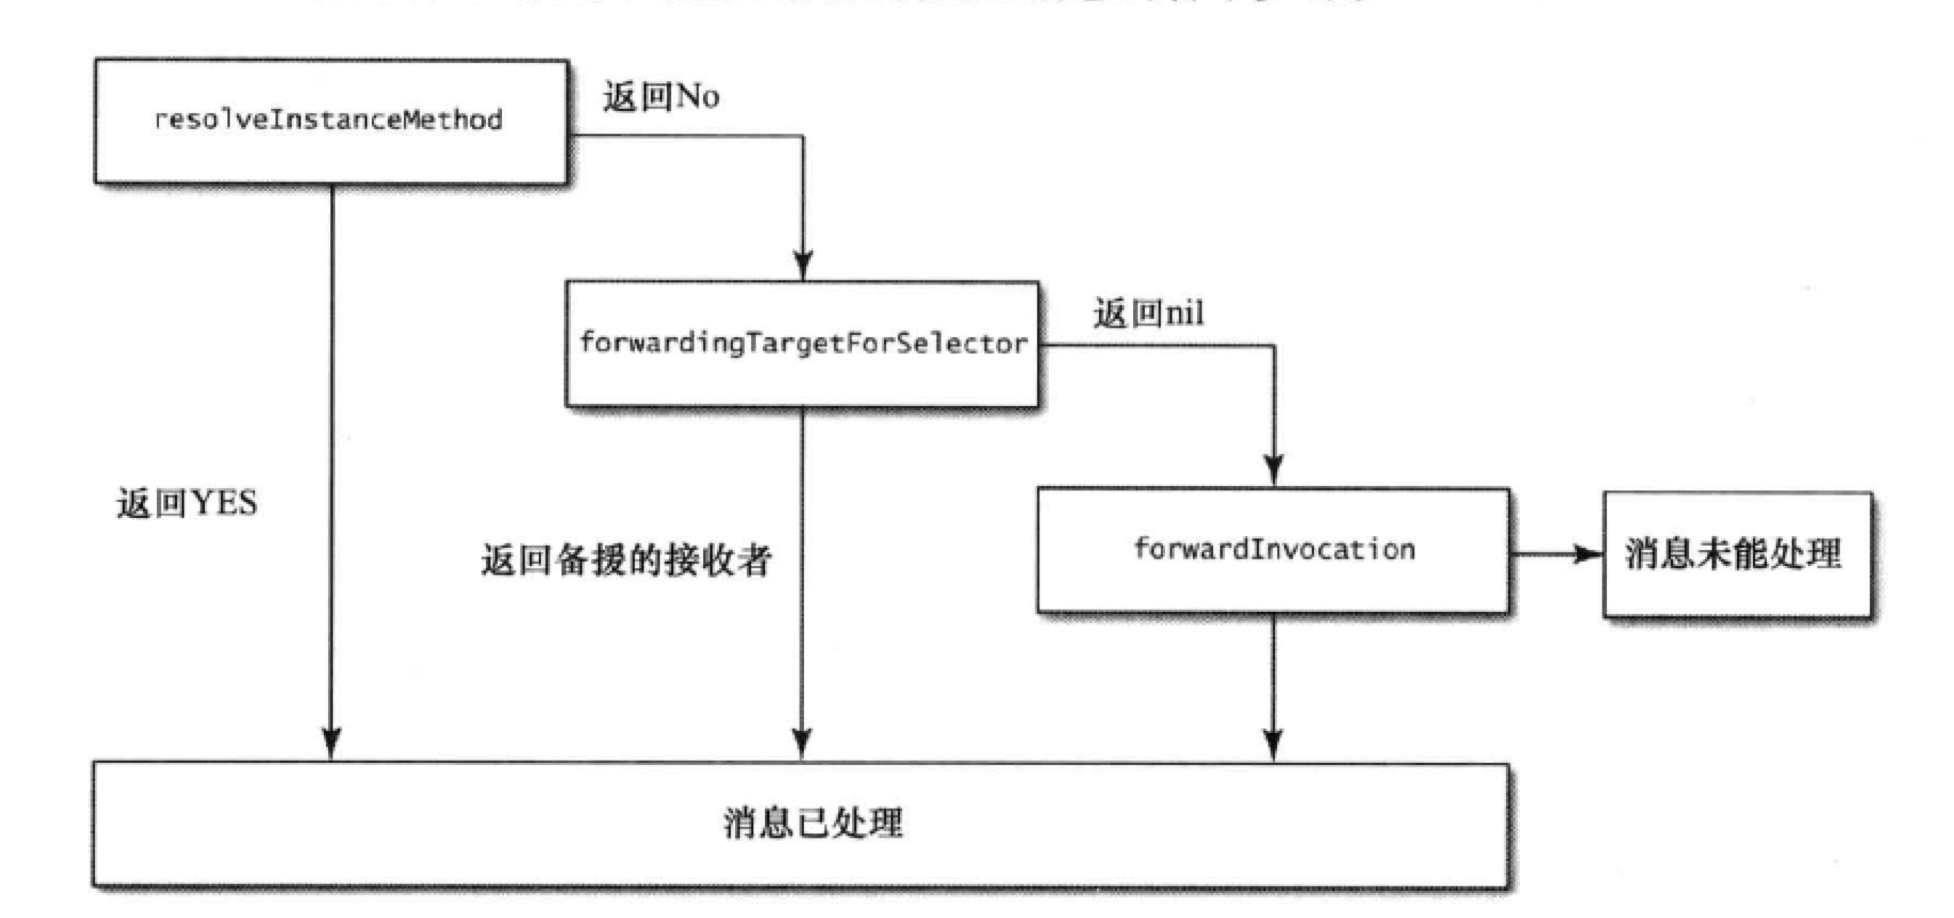 resolveInstanceMethod
返回No
forwardingTargetForSelector
返回nil
返回YES
返回备援的接收者
forwardInvocation
消息未能处理
消息已处理